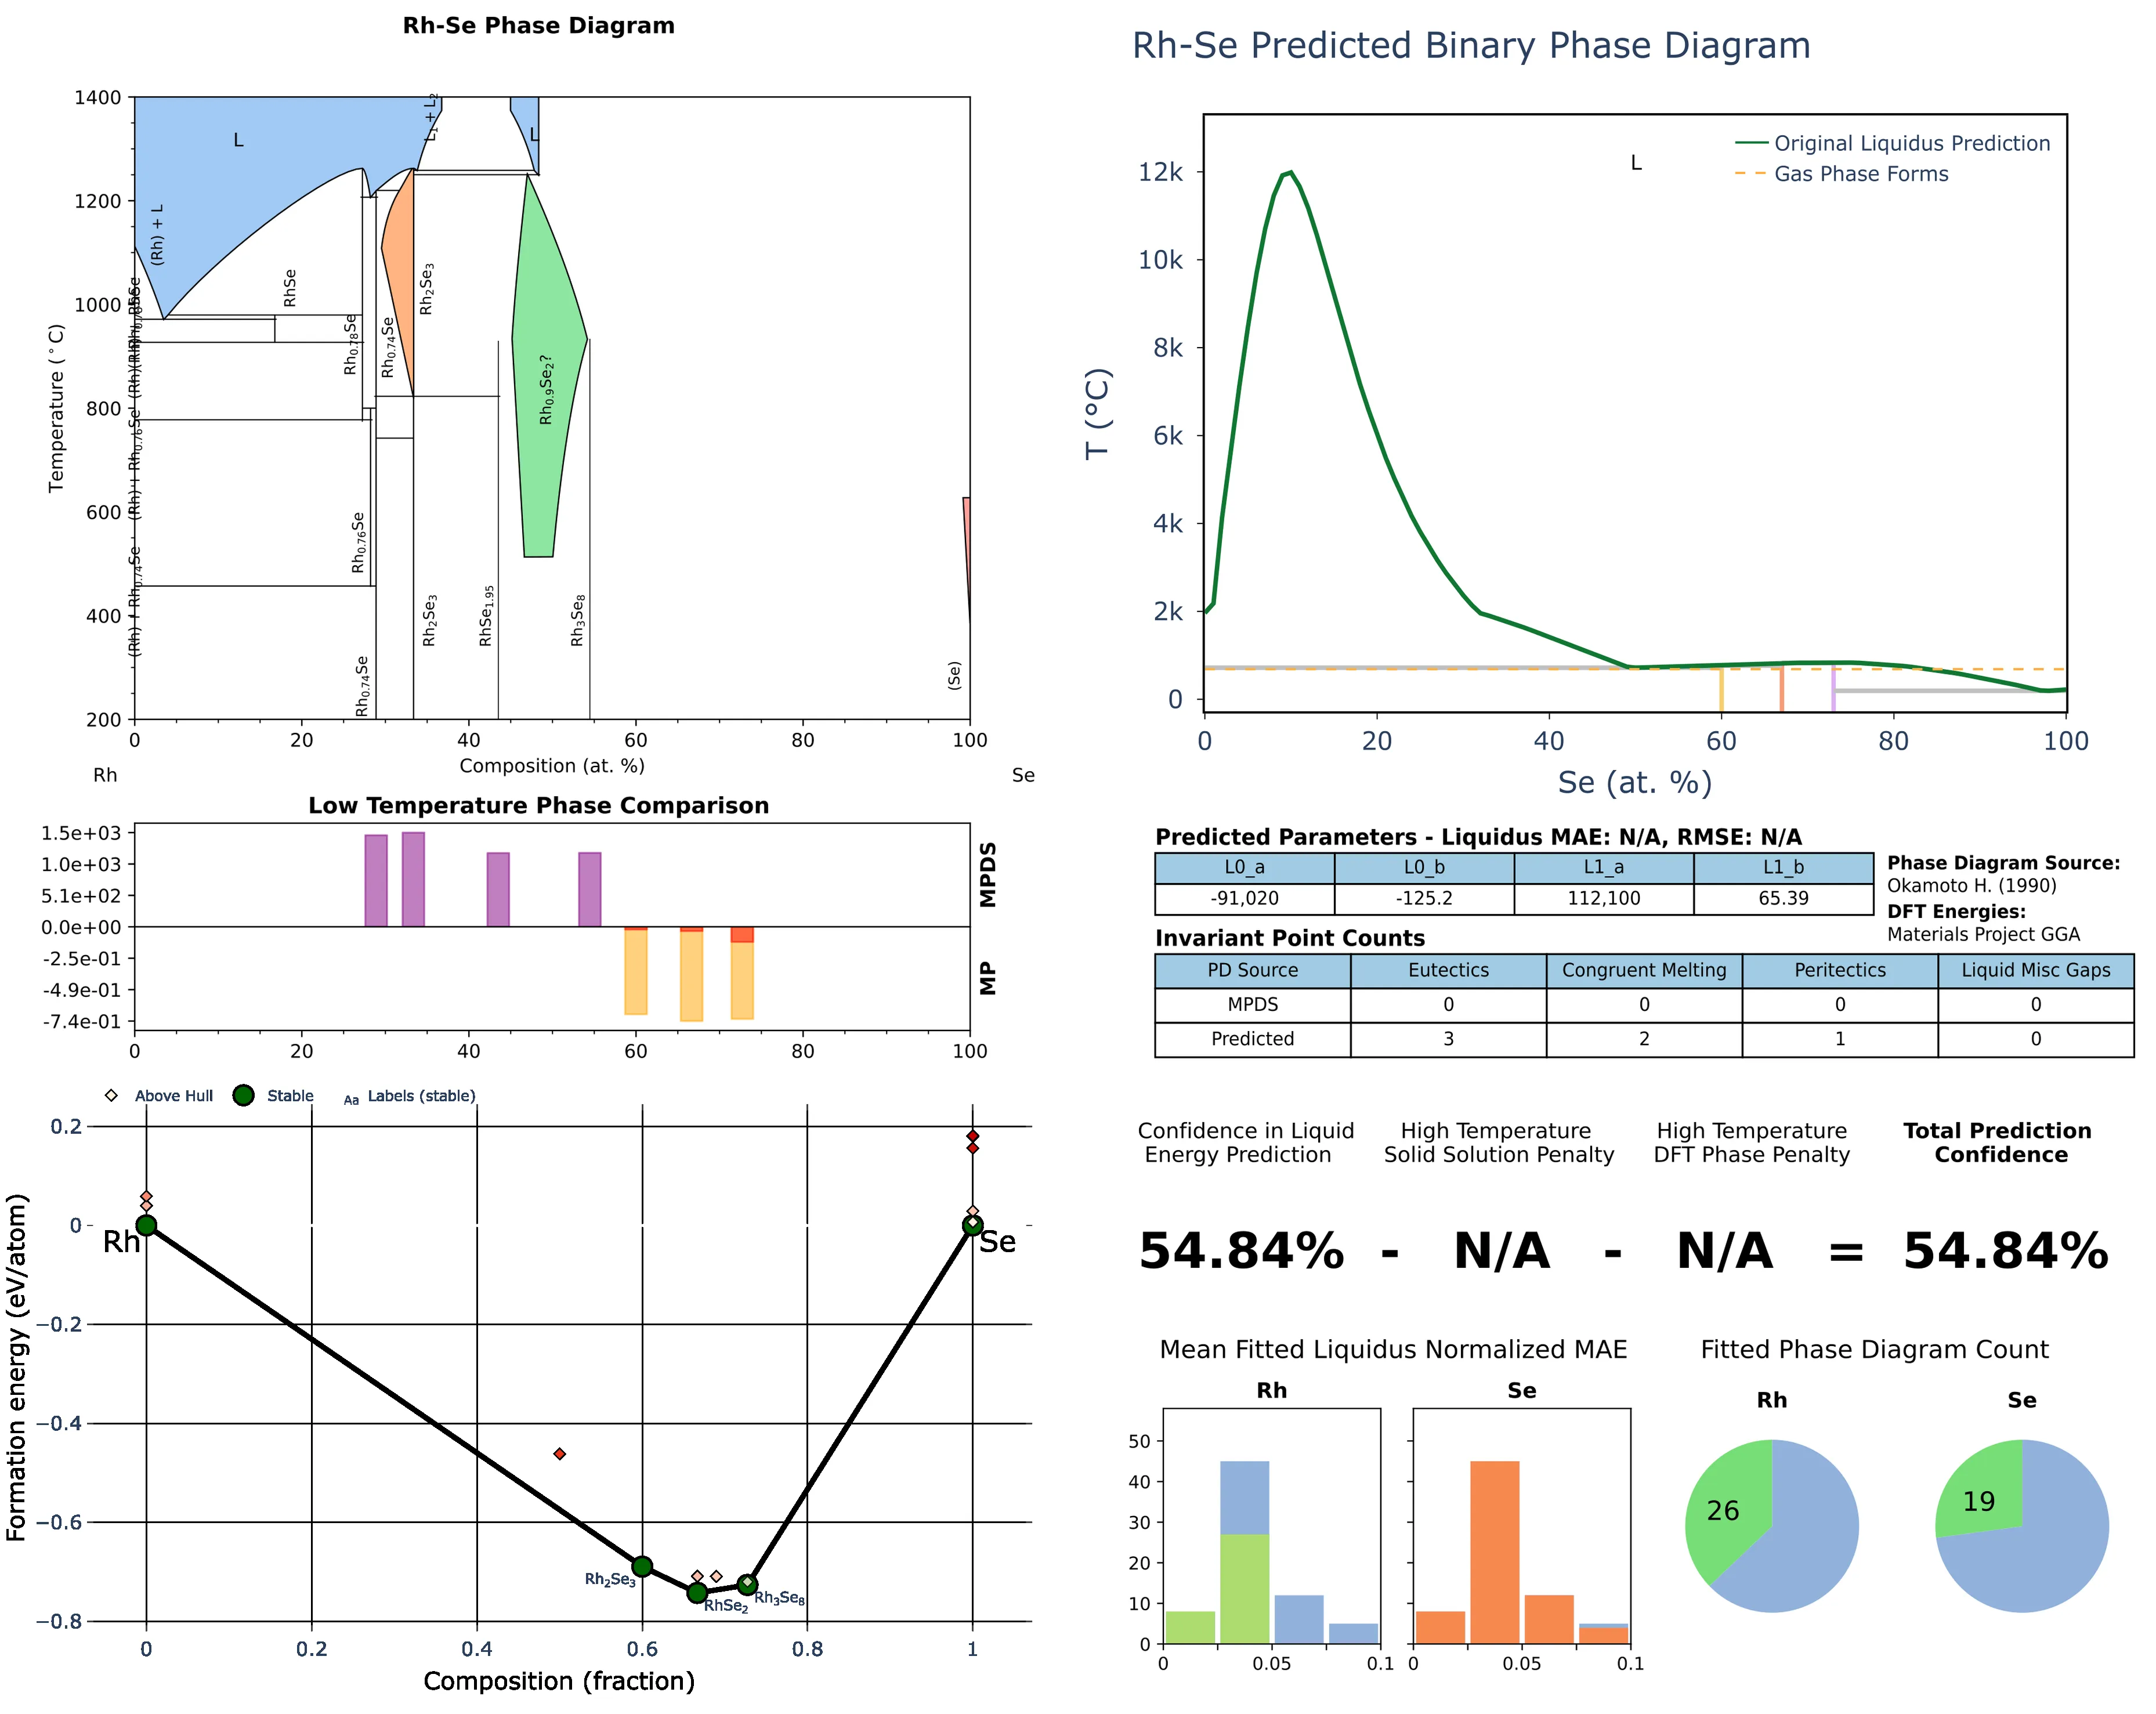 Rh-Se Phase Diagram
1400
1200
1000
800
600
400
200
Temperature (°C)
L
L₁ + L₂
L
(Rh) + L
RhSe
Rh₀.₇₈Se
Rh₀.₇₄Se
Rh₂Se₃
Rh₀.₉Se₂?
(Rh) + Rh₀.₇₆Se
Rh₀.₇₆Se
(Rh) + Rh₀.₇₄Se
Rh₀.₇₄Se
Rh₂Se₃
RhSe₁.₉₅
Rh₃Se₈
(Se)
0 20 40 60 80 100
Composition (at. %)
Rh Se
Rh-Se Predicted Binary Phase Diagram
L
Original Liquidus Prediction
Gas Phase Forms
12k
10k
8k
6k
4k
2k
0
T (°C)
0 20 40 60 80 100
Se (at. %)
Low Temperature Phase Comparison
1.5e+03
1.0e+03
5.1e+02
0.0e+00
-2.5e-01
-4.9e-01
-7.4e-01
MPDS
MP
0 20 40 60 80 100
Predicted Parameters - Liquidus MAE: N/A, RMSE: N/A
L0_a L0_b L1_a L1_b
-91,020 -125.2 112,100 65.39
Phase Diagram Source:
Okamoto H. (1990)
DFT Energies:
Materials Project GGA
Invariant Point Counts
PD Source Eutectics Congruent Melting Peritectics Liquid Misc Gaps
MPDS 0 0 0 0
Predicted 3 2 1 0
Above Hull Stable Aa Labels (stable)
0.2
0
−0.2
−0.4
−0.6
−0.8
Formation energy (eV/atom)
Rh
Se
Rh₂Se₃
RhSe₂
Rh₃Se₈
0 0.2 0.4 0.6 0.8 1
Composition (fraction)
Confidence in Liquid
Energy Prediction
High Temperature
Solid Solution Penalty
High Temperature
DFT Phase Penalty
Total Prediction
Confidence
54.84% - N/A - N/A = 54.84%
Mean Fitted Liquidus Normalized MAE
Rh Se
50
40
30
20
10
0
0 0.05 0.1
0 0.05 0.1
Fitted Phase Diagram Count
Rh Se
26 19